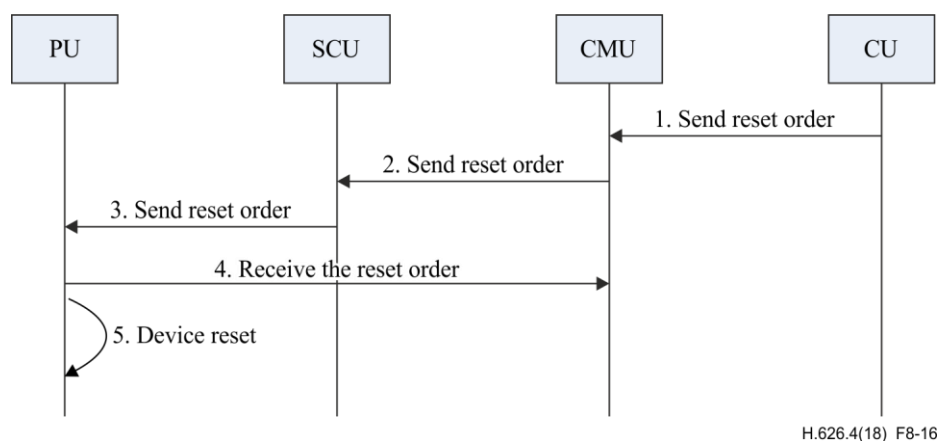 PU
SCU
CMU
CU
1. Send reset order
2. Send reset order
3. Send reset order
4. Receive the reset order
5. Device reset
H.626.4(18)_F8-16